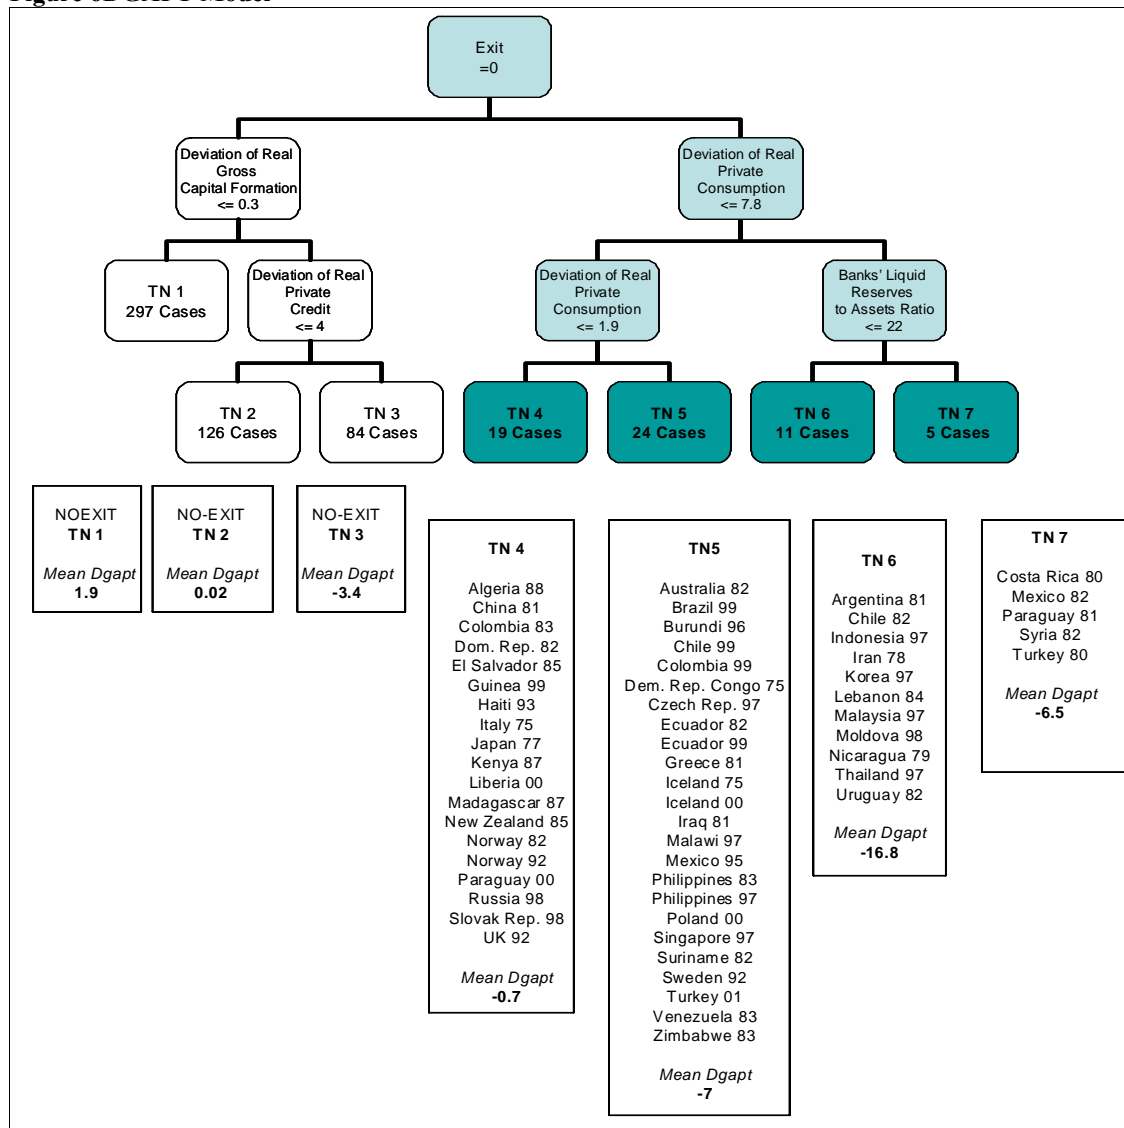 Exit
=0
Deviation of Real
Gross
Capital Formation
<= 0.3
Deviation of Real
Private
Consumption
<= 7.8
TN 1
297 Cases
Deviation of Real
Private
Credit
<= 4
Deviation of Real
Private
Consumption
<= 1.9
Banks' Liquid
Reserves
to Assets Ratio
<= 22
TN 2
126 Cases
TN 3
84 Cases
TN 4
19 Cases
TN 5
24 Cases
TN 6
11 Cases
TN 7
5 Cases
NOEXIT
TN 1
Mean Dgapt
1.9
NO-EXIT
TN 2
Mean Dgapt
0.02
NO-EXIT
TN 3
Mean Dgapt
-3.4
TN 4
Algeria 88
China 81
Colombia 83
Dom. Rep. 82
El Salvador 85
Guinea 99
Haiti 93
Italy 75
Japan 77
Kenya 87
Liberia 00
Madagascar 87
New Zealand 85
Norway 82
Norway 92
Paraguay 00
Russia 98
Slovak Rep. 98
UK 92
Mean Dgapt
-0.7
TN5
Australia 82
Brazil 99
Burundi 96
Chile 99
Colombia 99
Dem. Rep. Congo 75
Czech Rep. 97
Ecuador 82
Ecuador 99
Greece 81
Iceland 75
Iceland 00
Iraq 81
Malawi 97
Mexico 95
Philippines 83
Philippines 97
Poland 00
Singapore 97
Suriname 82
Sweden 92
Turkey 01
Venezuela 83
Zimbabwe 83
Mean Dgapt
-7
TN 6
Argentina 81
Chile 82
Indonesia 97
Iran 78
Korea 97
Lebanon 84
Malaysia 97
Moldova 98
Nicaragua 79
Thailand 97
Uruguay 82
Mean Dgapt
-16.8
TN 7
Costa Rica 80
Mexico 82
Paraguay 81
Syria 82
Turkey 80
Mean Dgapt
-6.5